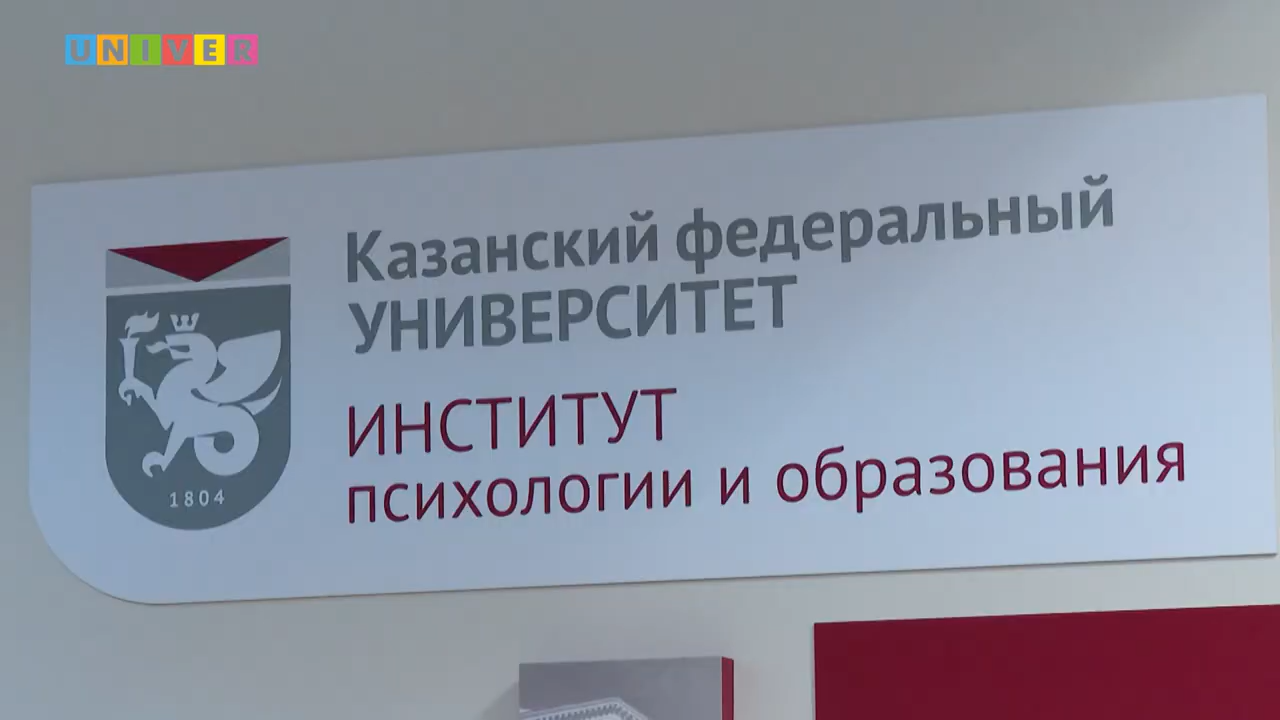 UNIVER
Казанский федеральный
УНИВЕРСИТЕТ
ИНСТИТУТ
психологии и образования
1804